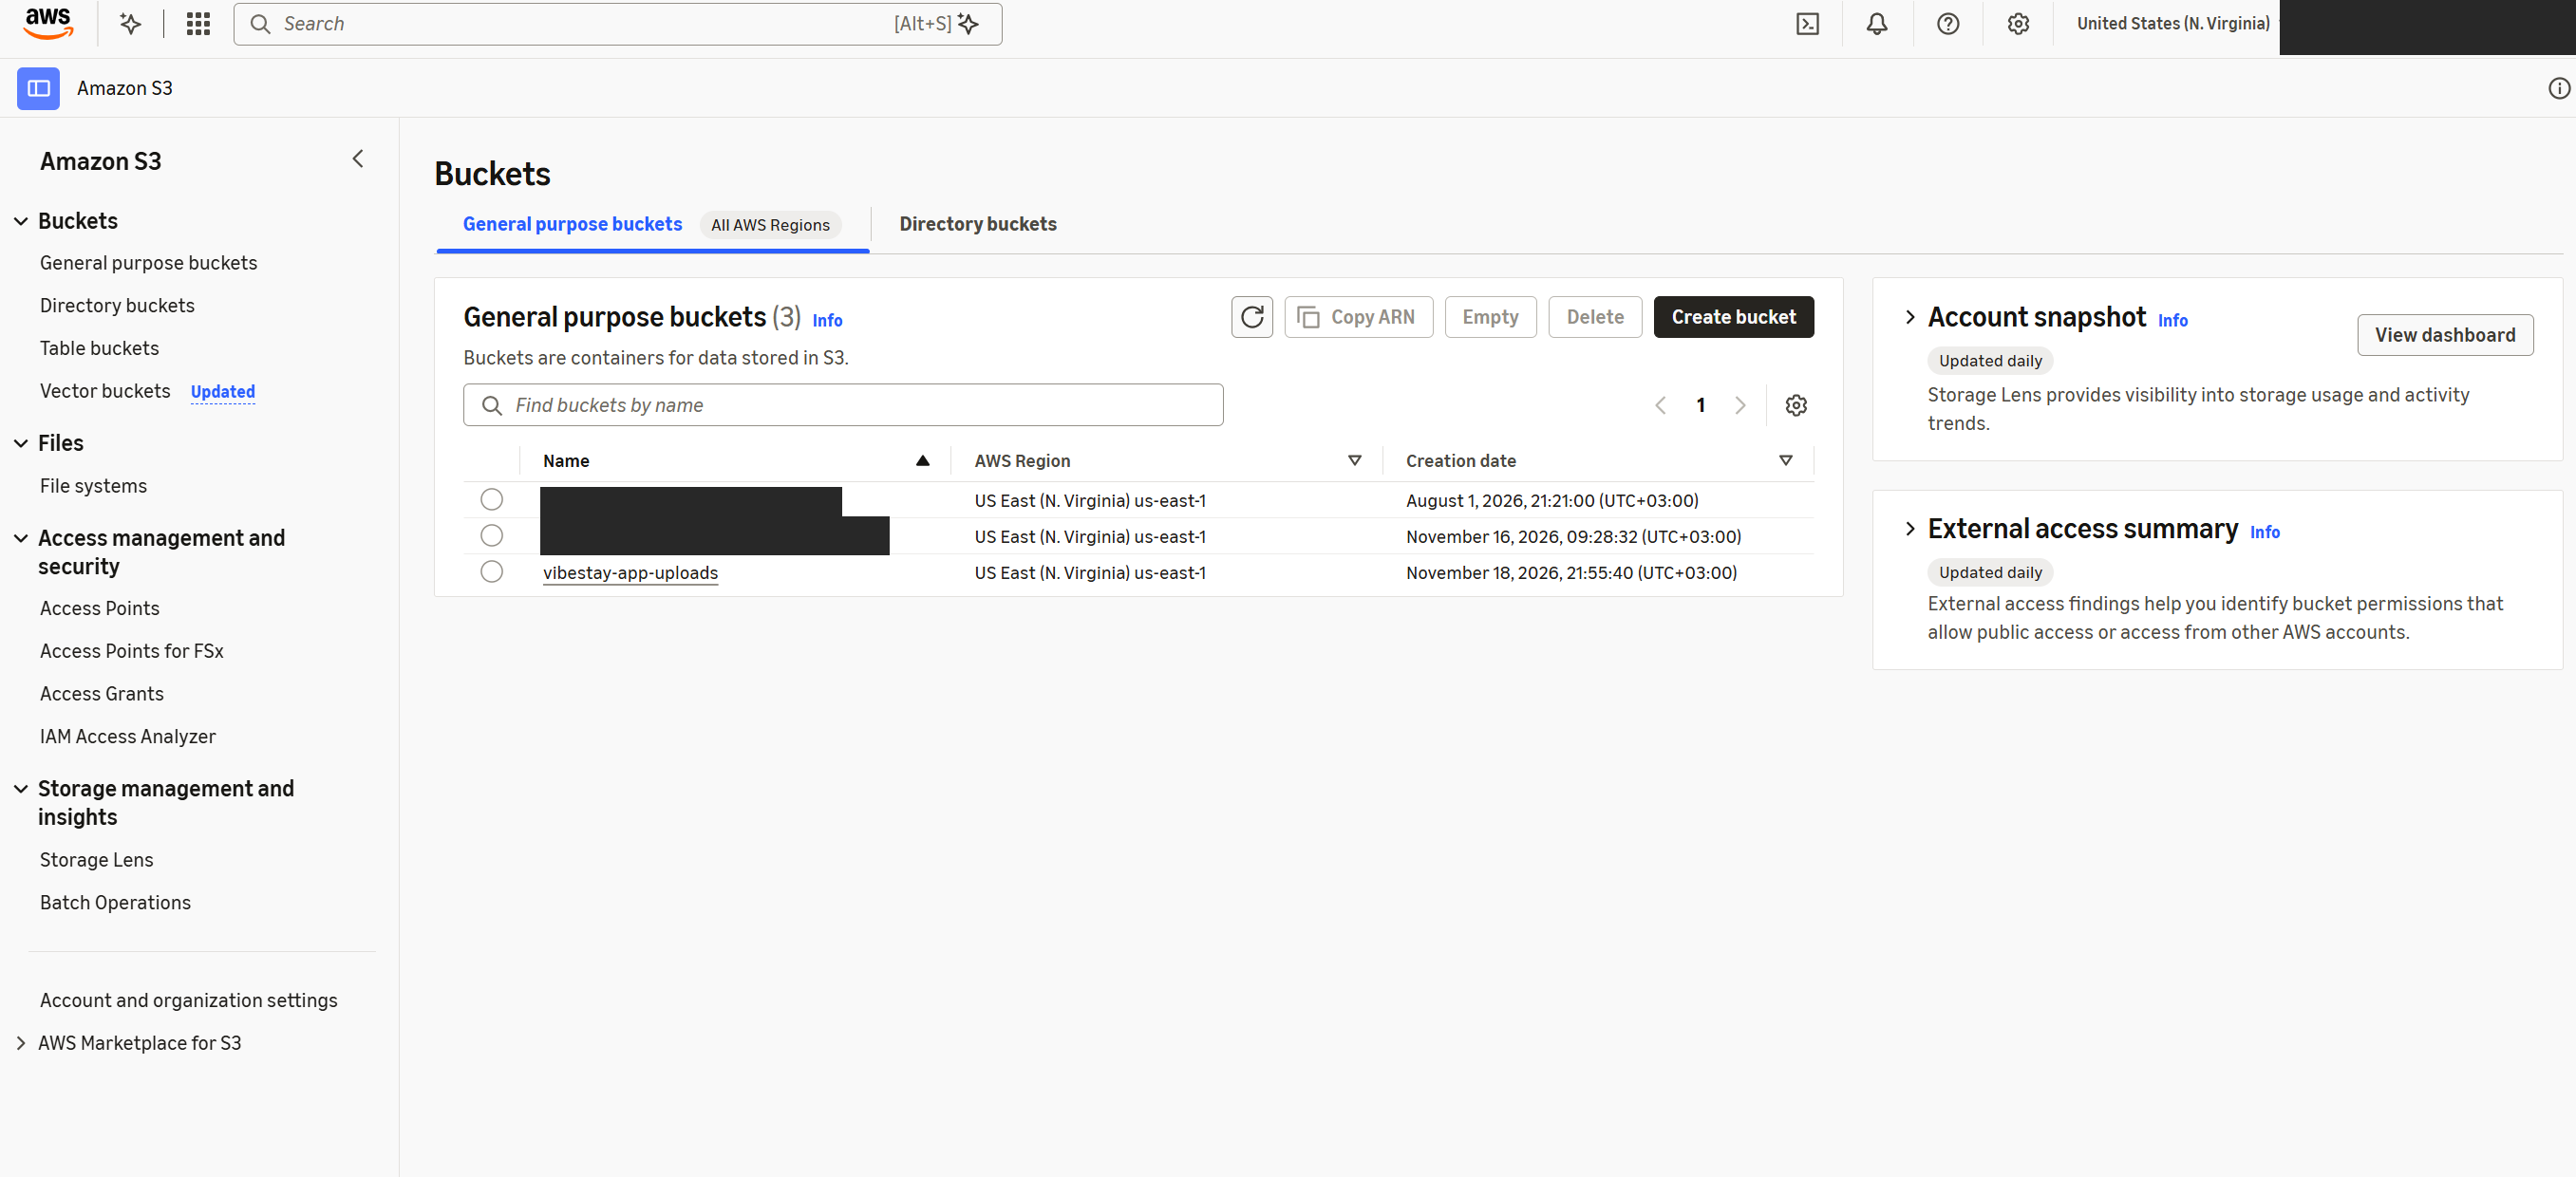 aws
Search [Alt+S]
United States (N. Virginia)
Amazon S3
Amazon S3
Buckets
General purpose buckets
Directory buckets
Table buckets
Vector buckets Updated
Files
File systems
Access management and
security
Access Points
Access Points for FSx
Access Grants
IAM Access Analyzer
Storage management and
insights
Storage Lens
Batch Operations
Account and organization settings
AWS Marketplace for S3
Buckets
General purpose buckets All AWS Regions Directory buckets
General purpose buckets (3) Info
Copy ARN Empty Delete Create bucket
Buckets are containers for data stored in S3.
Find buckets by name
1
Name AWS Region Creation date
US East (N. Virginia) us-east-1 August 1, 2026, 21:21:00 (UTC+03:00)
US East (N. Virginia) us-east-1 November 16, 2026, 09:28:32 (UTC+03:00)
vibestay-app-uploads US East (N. Virginia) us-east-1 November 18, 2026, 21:55:40 (UTC+03:00)
Account snapshot Info
View dashboard
Updated daily
Storage Lens provides visibility into storage usage and activity
trends.
External access summary Info
Updated daily
External access findings help you identify bucket permissions that
allow public access or access from other AWS accounts.